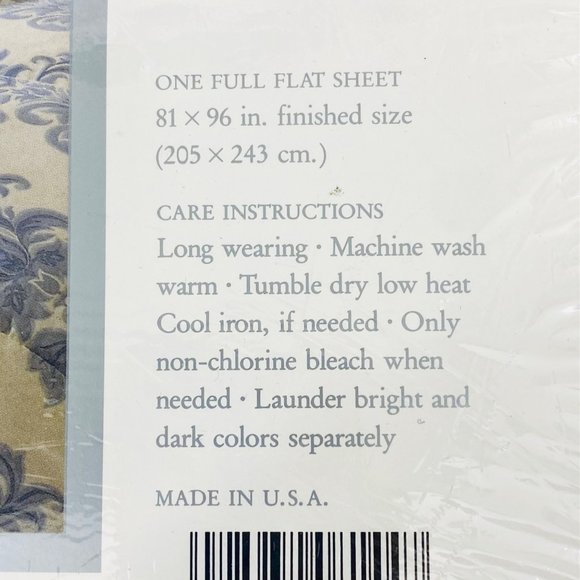 ONE FULL FLAT SHEET
81 × 96 in. finished size
(205 × 243 cm.)
CARE INSTRUCTIONS
Long wearing · Machine wash
warm · Tumble dry low heat
Cool iron, if needed · Only
non-chlorine bleach when
needed · Launder bright and
dark colors separately
MADE IN U.S.A.